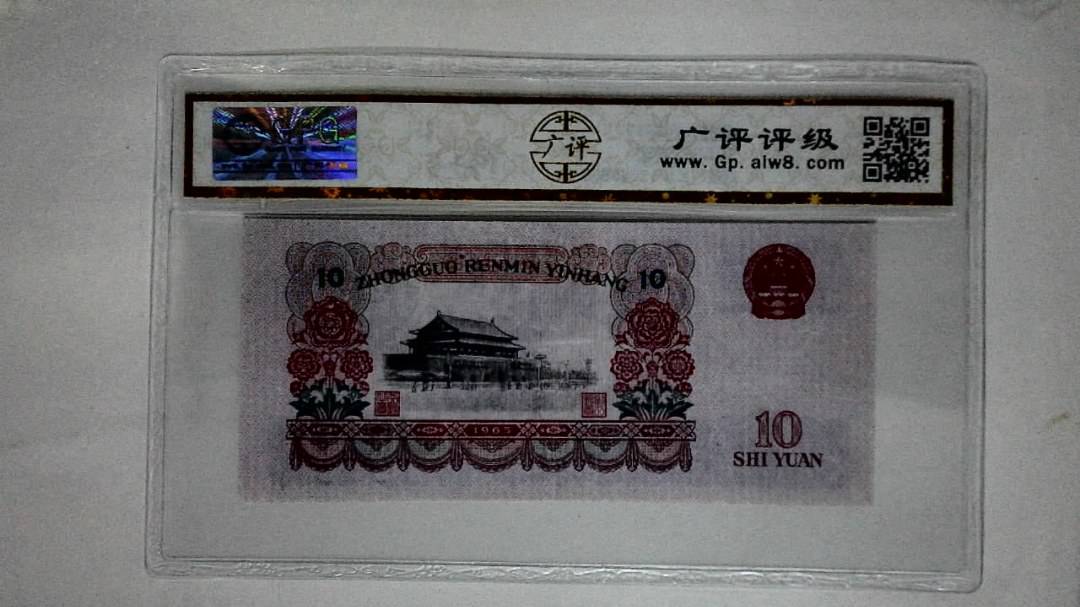 广评
广评评级
www. Gp. alw8. com
10 ZHONGGUO RENMIN YINHANG 10
1965
10
SHI YUAN